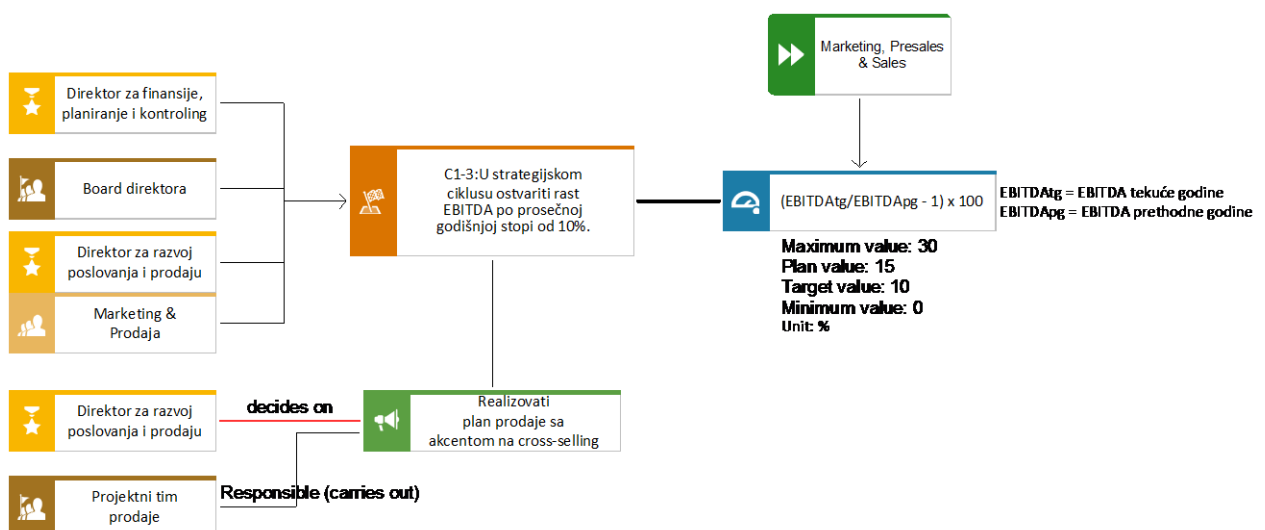 Marketing, Presales
& Sales
Direktor za finansije,
planiranje i kontroling
Board direktora
C1-3:U strategijskom
ciklusu ostvariti rast
EBITDA po prosečnoj
godišnjoj stopi od 10%.
(EBITDAtg/EBITDApg - 1) x 100
EBITDAtg = EBITDA tekuće godine
EBITDApg = EBITDA prethodne godine
Maximum value: 30
Plan value: 15
Target value: 10
Minimum value: 0
Unit: %
Direktor za razvoj
poslovanja i prodaju
Marketing &
Prodaja
Direktor za razvoj
poslovanja i prodaju
decides on
Realizovati
plan prodaje sa
akcentom na cross-selling
Projektni tim
prodaje
Responsible (carries out)